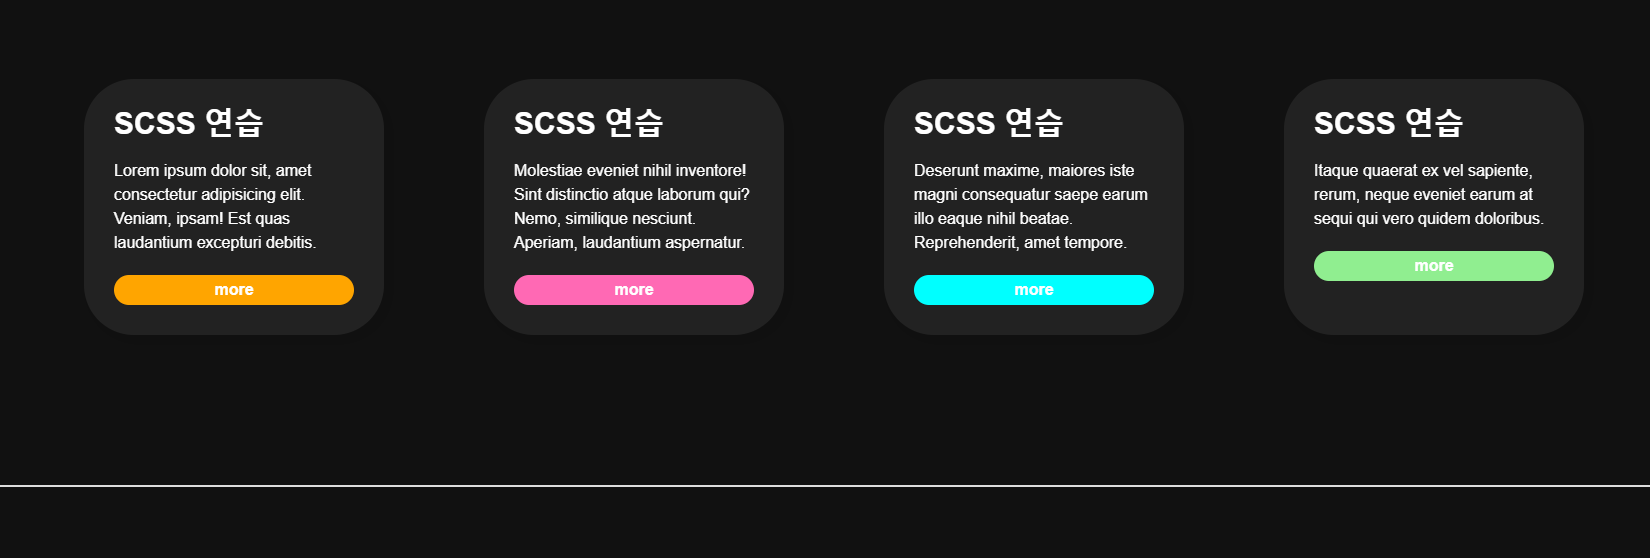 SCSS 연습
Lorem ipsum dolor sit, amet
consectetur adipisicing elit.
Veniam, ipsam! Est quas
laudantium excepturi debitis.
more
SCSS 연습
Molestiae eveniet nihil inventore!
Sint distinctio atque laborum qui?
Nemo, similique nesciunt.
Aperiam, laudantium aspernatur.
more
SCSS 연습
Deserunt maxime, maiores iste
magni consequatur saepe earum
illo eaque nihil beatae.
Reprehenderit, amet tempore.
more
SCSS 연습
Itaque quaerat ex vel sapiente,
rerum, neque eveniet earum at
sequi qui vero quidem doloribus.
more